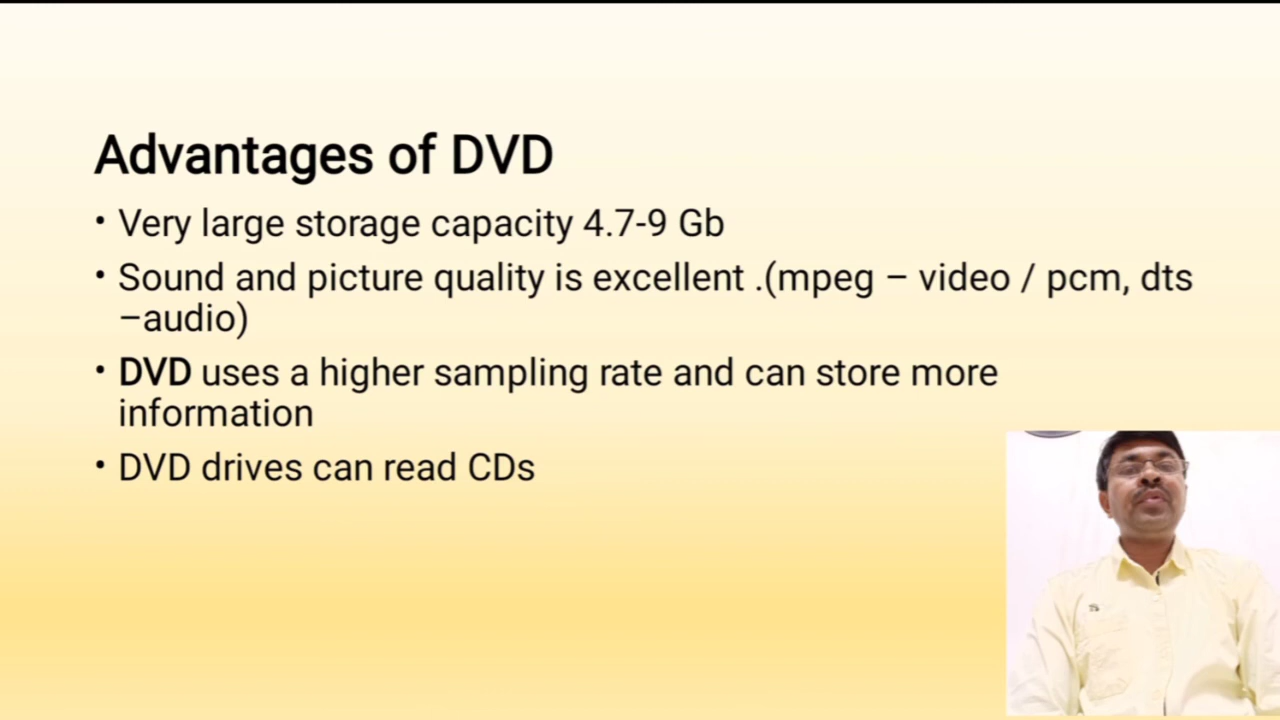 Advantages of DVD
• Very large storage capacity 4.7-9 Gb
• Sound and picture quality is excellent .(mpeg – video / pcm, dts
–audio)
• DVD uses a higher sampling rate and can store more
information
• DVD drives can read CDs